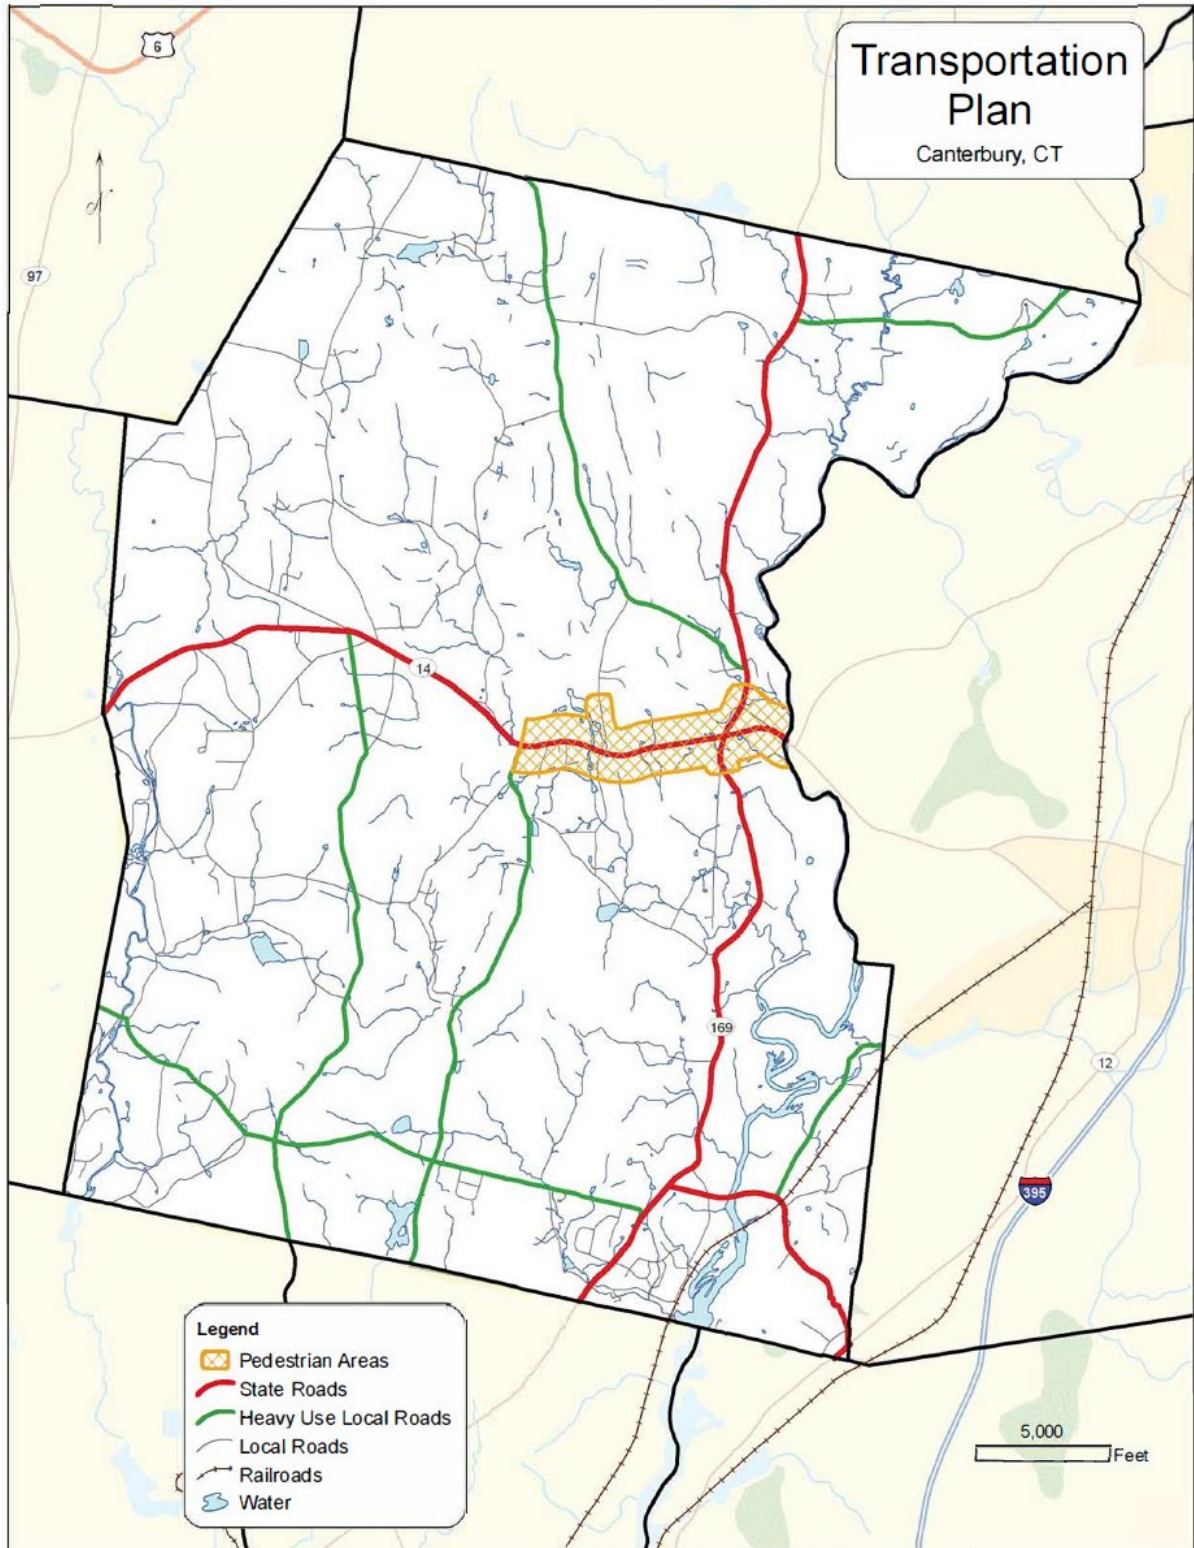 Transportation
Plan
Canterbury, CT
6
97
14
169
12
395
Legend
Pedestrian Areas
State Roads
Heavy Use Local Roads
Local Roads
Railroads
Water
5,000
Feet